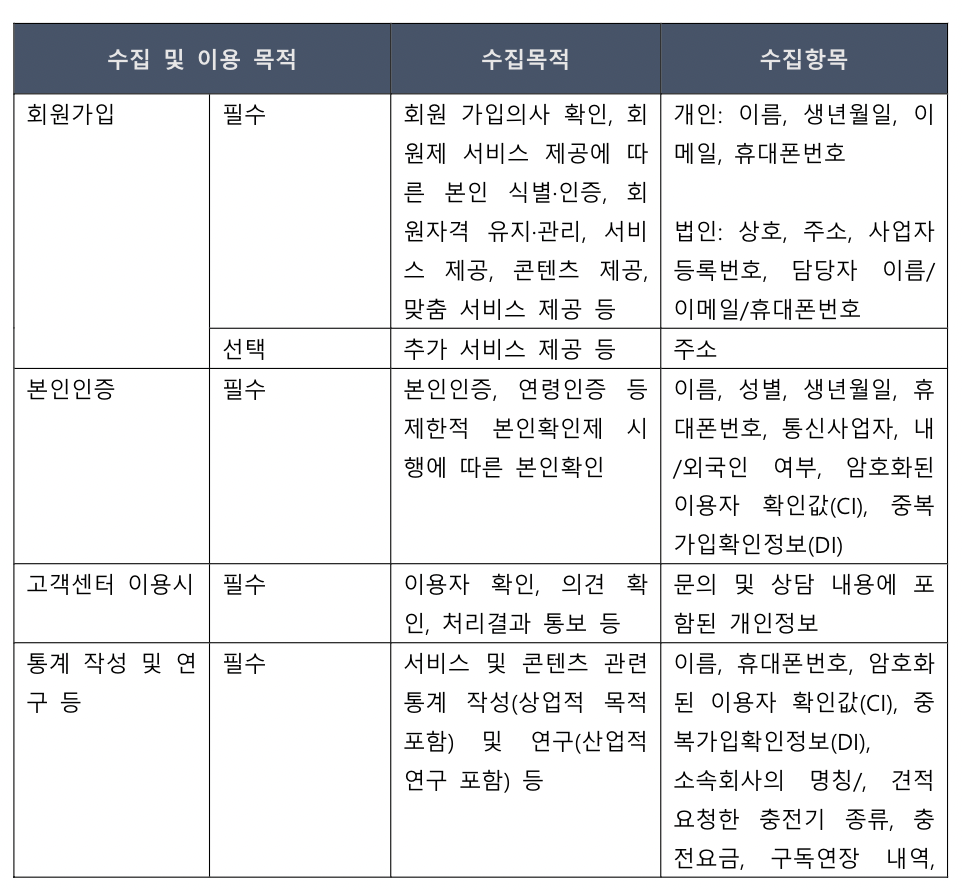 수집 및 이용 목적 수집목적 수집항목
회원가입 필수 회원 가입의사 확인, 회 개인: 이름, 생년월일, 이
원제 서비스 제공에 따 메일, 휴대폰번호
른 본인 식별·인증, 회
원자격 유지·관리, 서비 법인: 상호, 주소, 사업자
스 제공, 콘텐츠 제공, 등록번호, 담당자 이름/
맞춤 서비스 제공 등 이메일/휴대폰번호
선택 추가 서비스 제공 등 주소
본인인증 필수 본인인증, 연령인증 등 이름, 성별, 생년월일, 휴
제한적 본인확인제 시 대폰번호, 통신사업자, 내
행에 따른 본인확인 /외국인 여부, 암호화된
이용자 확인값(CI), 중복
가입확인정보(DI)
고객센터 이용시 필수 이용자 확인, 의견 확 문의 및 상담 내용에 포
인, 처리결과 통보 등 함된 개인정보
통계 작성 및 연 필수 서비스 및 콘텐츠 관련 이름, 휴대폰번호, 암호화
구 등 통계 작성(상업적 목적 된 이용자 확인값(CI), 중
포함) 및 연구(산업적 복가입확인정보(DI),
연구 포함) 등 소속회사의 명칭/, 견적
요청한 충전기 종류, 충
전요금, 구독연장 내역,